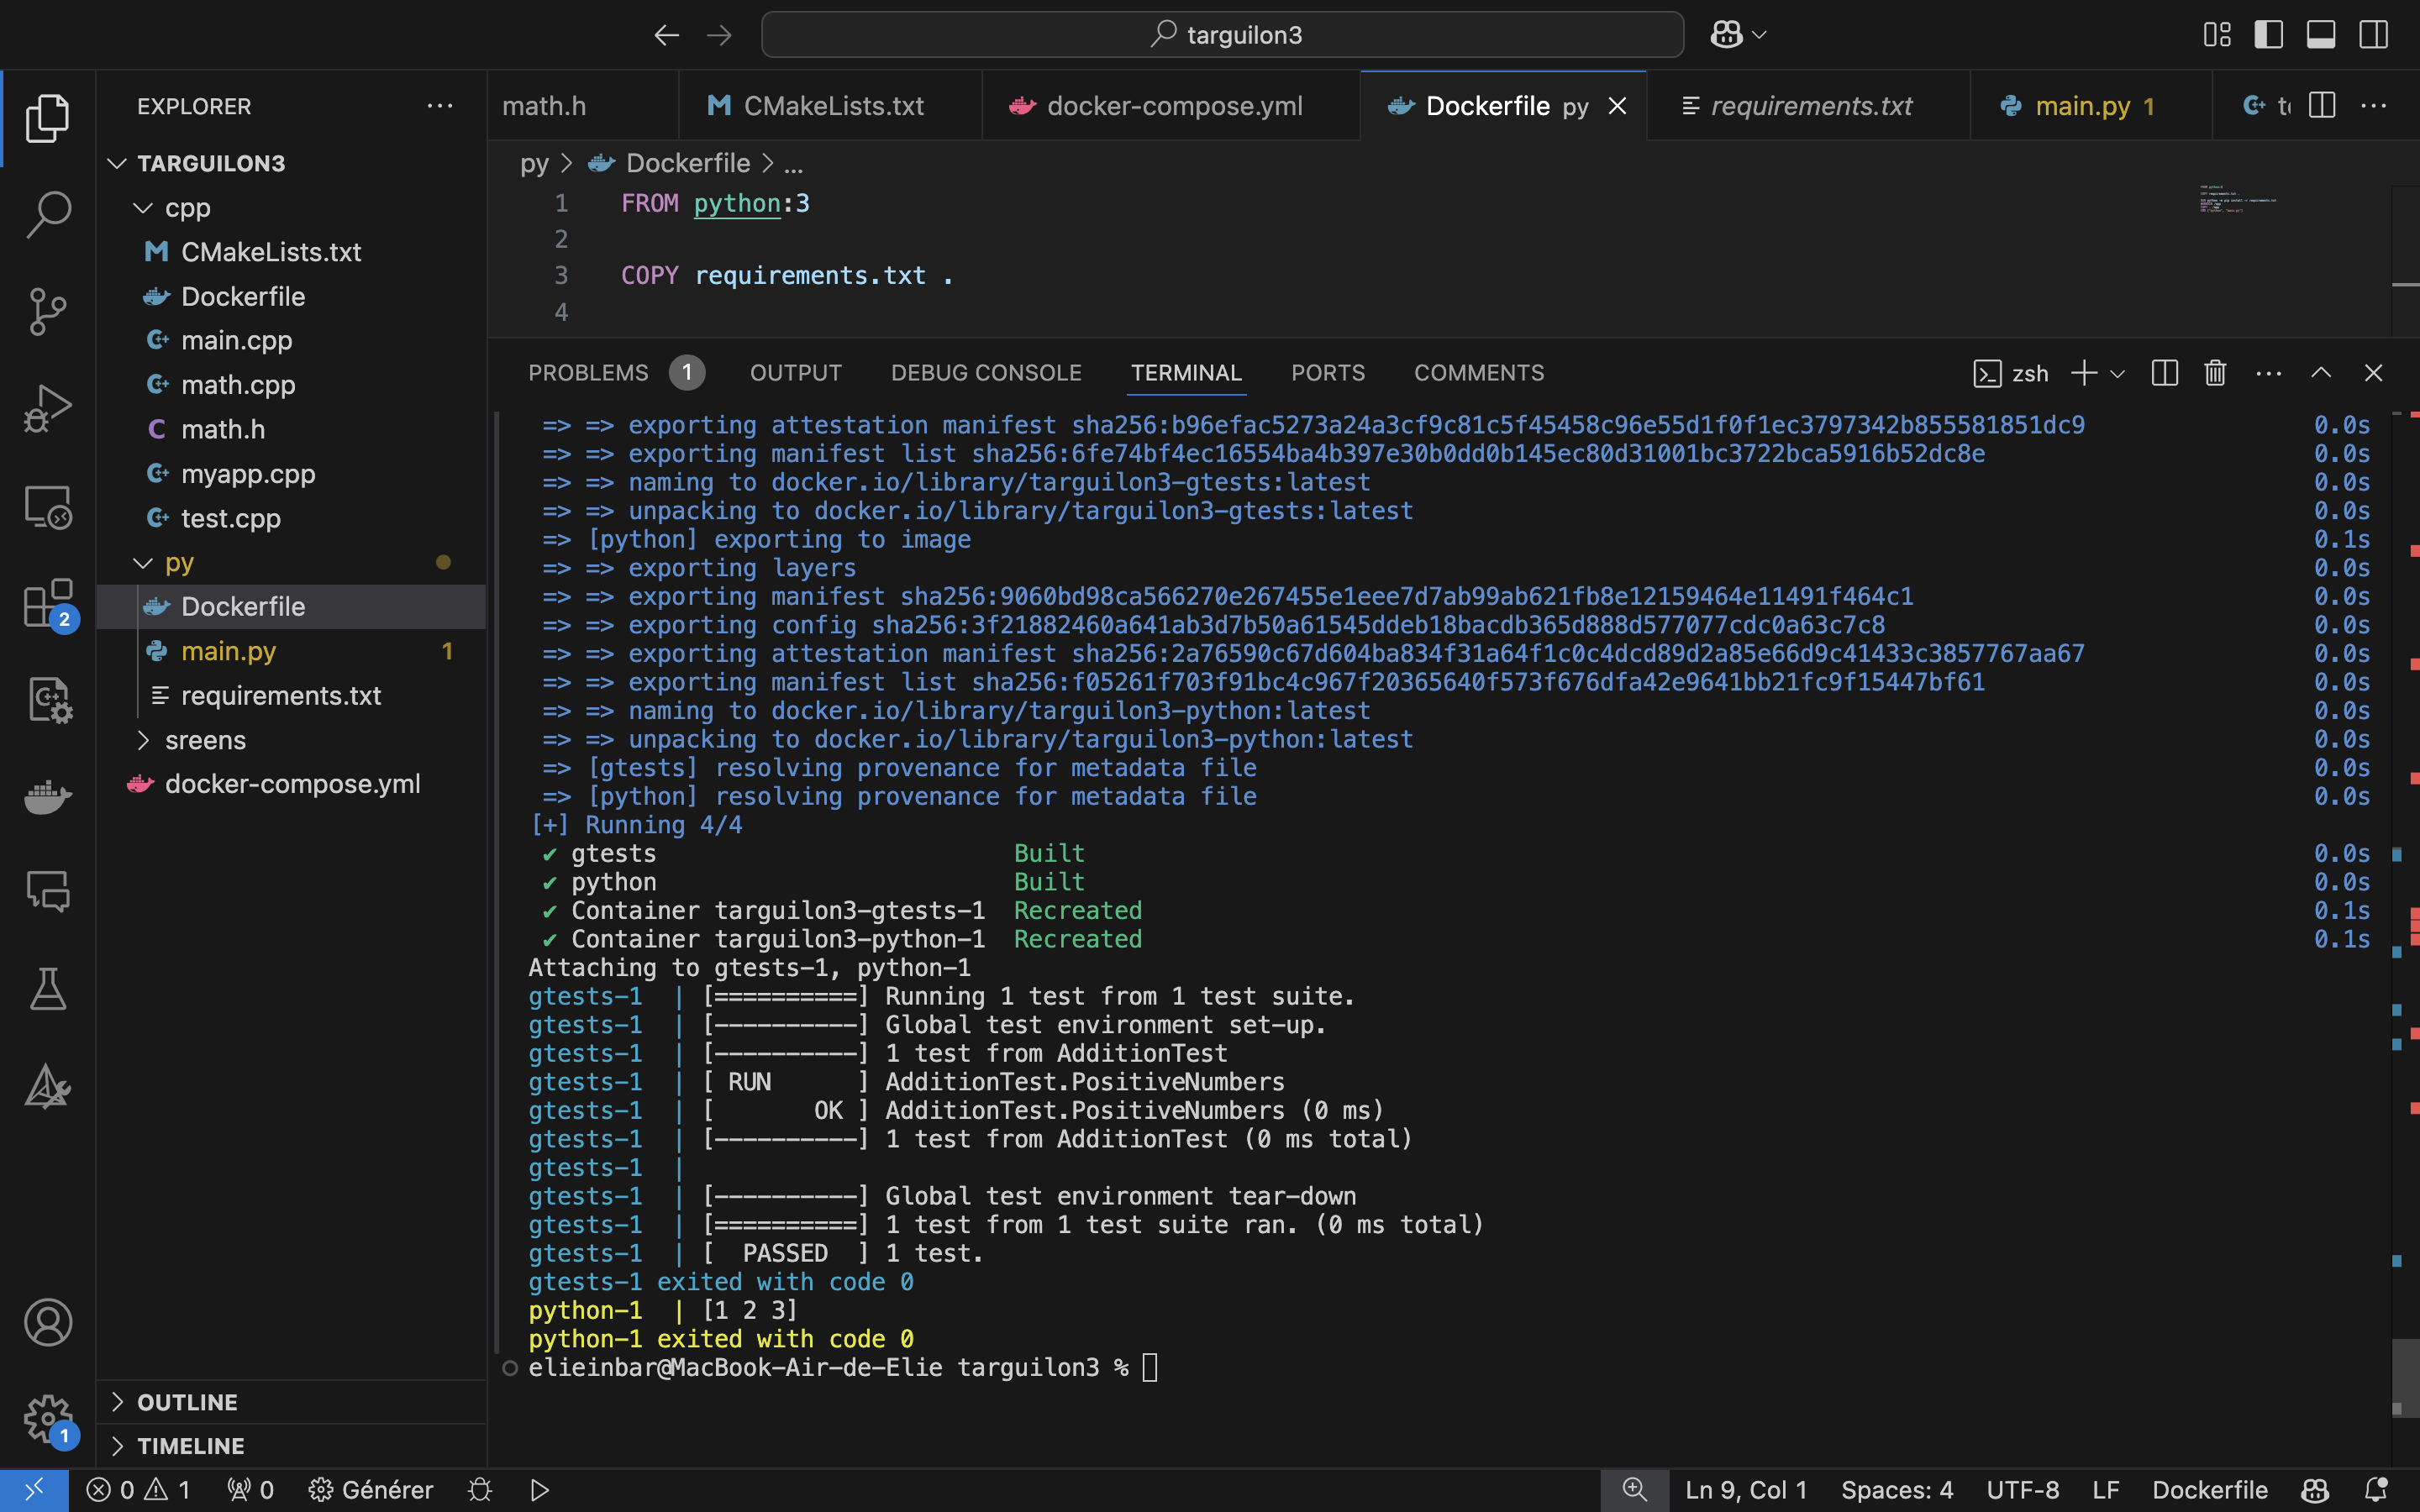 targuilon3
EXPLORER
math.h
CMakeLists.txt
docker-compose.yml
Dockerfile py
requirements.txt
main.py 1
TARGUILON3
cpp
CMakeLists.txt
Dockerfile
main.cpp
math.cpp
math.h
myapp.cpp
test.cpp
py
Dockerfile
main.py 1
requirements.txt
sreens
docker-compose.yml
OUTLINE
TIMELINE
2
1
py > Dockerfile > ...
1 FROM python:3
2
3 COPY requirements.txt .
4
PROBLEMS 1 OUTPUT DEBUG CONSOLE TERMINAL PORTS COMMENTS
zsh
=> => exporting attestation manifest sha256:b96efac5273a24a3cf9c81c5f45458c96e55d1f0f1ec3797342b855581851dc9 0.0s
=> => exporting manifest list sha256:6fe74bf4ec16554ba4b397e30b0dd0b145ec80d31001bc3722bca5916b52dc8e 0.0s
=> => naming to docker.io/library/targuilon3-gtests:latest 0.0s
=> => unpacking to docker.io/library/targuilon3-gtests:latest 0.0s
=> [python] exporting to image 0.1s
=> => exporting layers 0.0s
=> => exporting manifest sha256:9060bd98ca566270e267455e1eee7d7ab99ab621fb8e12159464e11491f464c1 0.0s
=> => exporting config sha256:3f21882460a641ab3d7b50a61545ddeb18bacdb365d888d577077cdc0a63c7c8 0.0s
=> => exporting attestation manifest sha256:2a76590c67d604ba834f31a64f1c0c4dcd89d2a85e66d9c41433c3857767aa67 0.0s
=> => exporting manifest list sha256:f05261f703f91bc4c967f20365640f573f676dfa42e9641bb21fc9f15447bf61 0.0s
=> => naming to docker.io/library/targuilon3-python:latest 0.0s
=> => unpacking to docker.io/library/targuilon3-python:latest 0.0s
=> [gtests] resolving provenance for metadata file 0.0s
=> [python] resolving provenance for metadata file 0.0s
[+] Running 4/4
✔ gtests Built 0.0s
✔ python Built 0.0s
✔ Container targuilon3-gtests-1 Recreated 0.1s
✔ Container targuilon3-python-1 Recreated 0.1s
Attaching to gtests-1, python-1
gtests-1 | [==========] Running 1 test from 1 test suite.
gtests-1 | [----------] Global test environment set-up.
gtests-1 | [----------] 1 test from AdditionTest
gtests-1 | [ RUN      ] AdditionTest.PositiveNumbers
gtests-1 | [       OK ] AdditionTest.PositiveNumbers (0 ms)
gtests-1 | [----------] 1 test from AdditionTest (0 ms total)
gtests-1 |
gtests-1 | [----------] Global test environment tear-down
gtests-1 | [==========] 1 test from 1 test suite ran. (0 ms total)
gtests-1 | [  PASSED  ] 1 test.
gtests-1 exited with code 0
python-1 | [1 2 3]
python-1 exited with code 0
elieinbar@MacBook-Air-de-Elie targuilon3 %
0 1 0 Générer
Ln 9, Col 1 Spaces: 4 UTF-8 LF Dockerfile